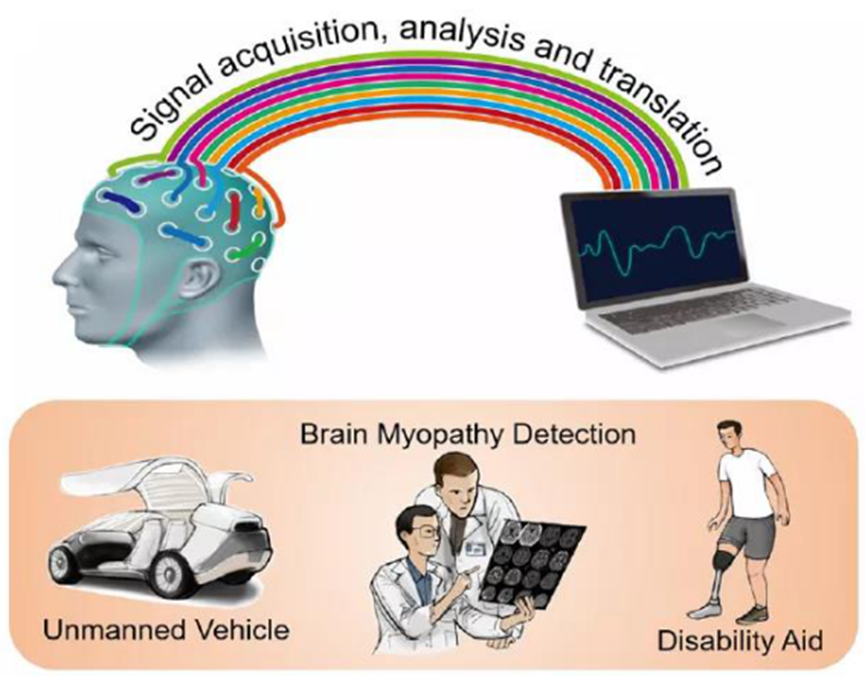 Signal acquisition, analysis and translation
Brain Myopathy Detection
Unmanned Vehicle
Disability Aid